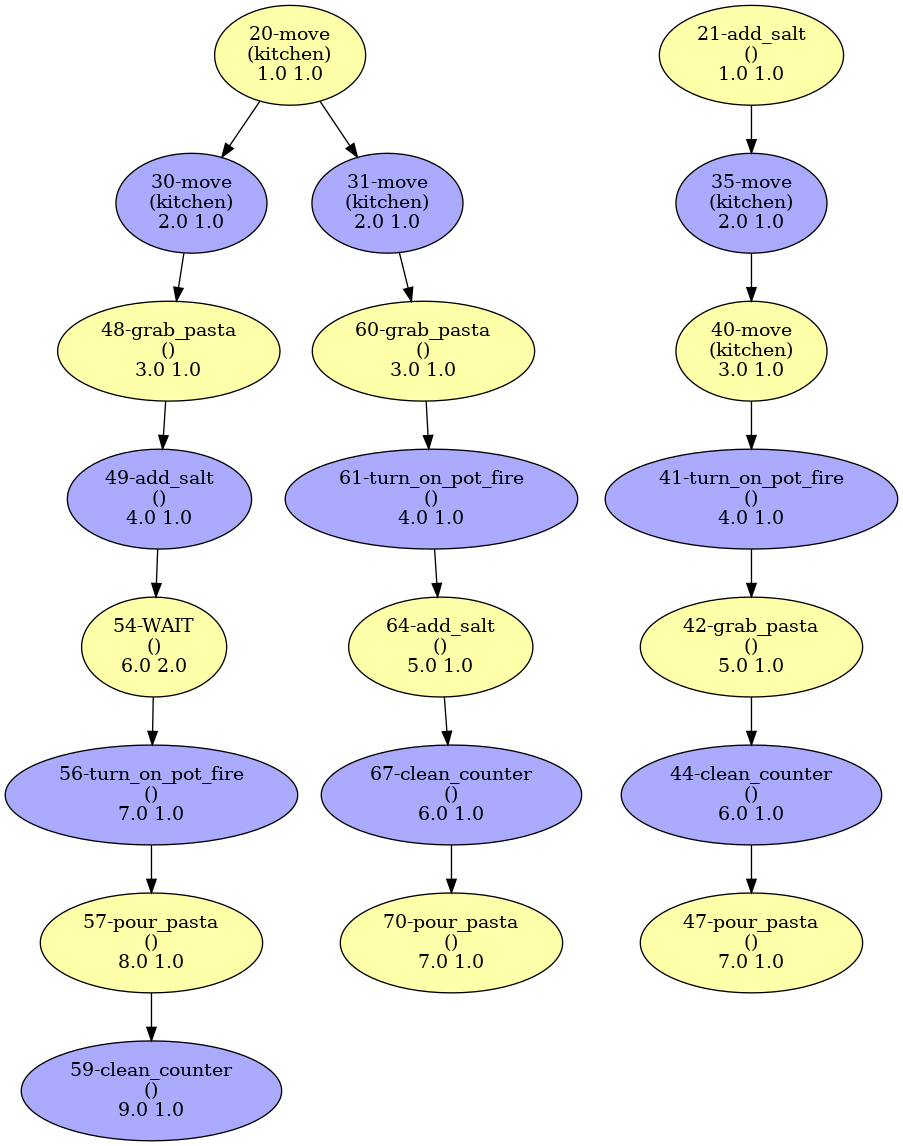 20-move
(kitchen)
1.0 1.0
21-add_salt
()
1.0 1.0
30-move
(kitchen)
2.0 1.0
31-move
(kitchen)
2.0 1.0
35-move
(kitchen)
2.0 1.0
48-grab_pasta
()
3.0 1.0
60-grab_pasta
()
3.0 1.0
40-move
(kitchen)
3.0 1.0
49-add_salt
()
4.0 1.0
61-turn_on_pot_fire
()
4.0 1.0
41-turn_on_pot_fire
()
4.0 1.0
54-WAIT
()
6.0 2.0
64-add_salt
()
5.0 1.0
42-grab_pasta
()
5.0 1.0
56-turn_on_pot_fire
()
7.0 1.0
67-clean_counter
()
6.0 1.0
44-clean_counter
()
6.0 1.0
57-pour_pasta
()
8.0 1.0
70-pour_pasta
()
7.0 1.0
47-pour_pasta
()
7.0 1.0
59-clean_counter
()
9.0 1.0